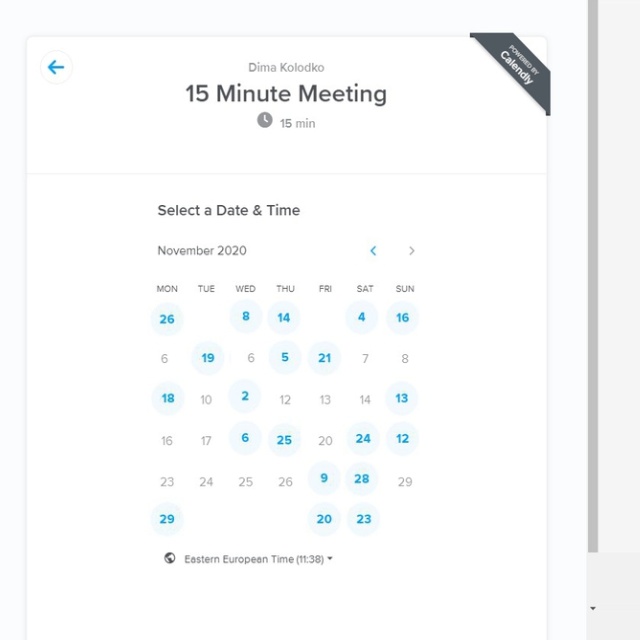 POWERED BY
Calendly
Dima Kolodko
15 Minute Meeting
15 min
Select a Date & Time
November 2020
MON TUE WED THU FRI SAT SUN
26 8 14 4 16
6 19 6 5 21 7 8
18 10 2 12 13 14 13
16 17 6 25 20 24 12
23 24 25 26 9 28 29
29 20 23
Eastern European Time (11:38)